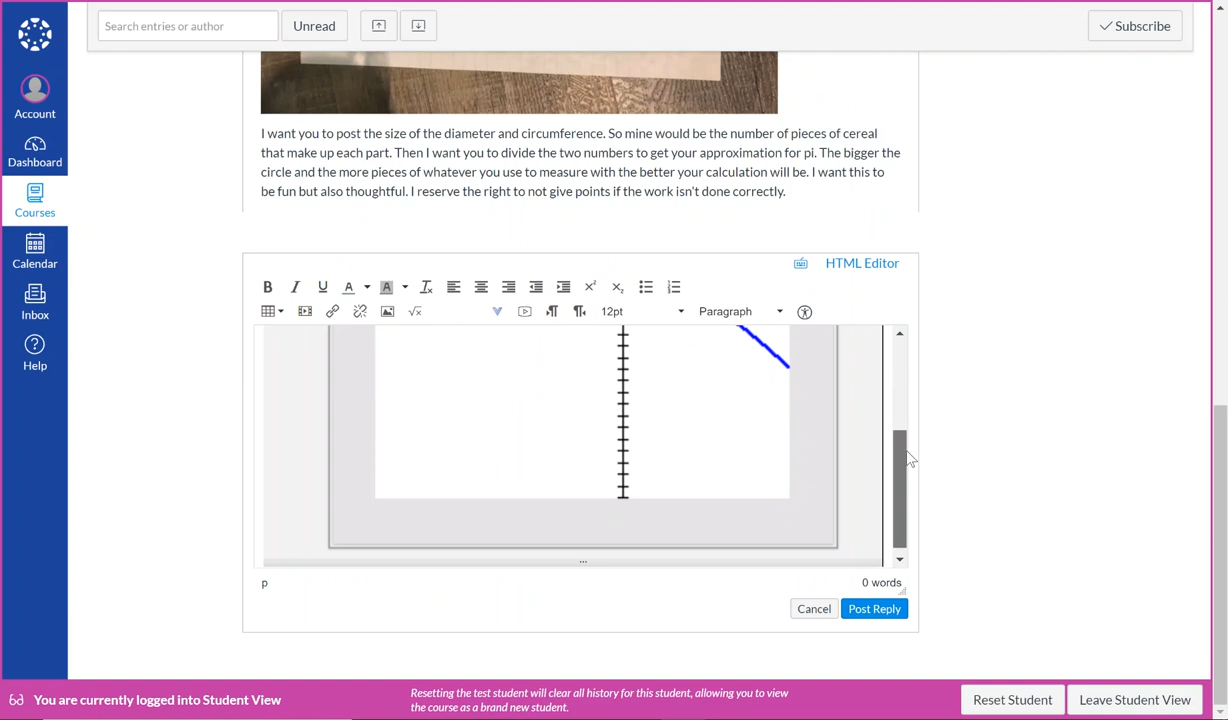 Search entries or author
Unread
Subscribe
Account
Dashboard
Courses
Calendar
Inbox
Help
I want you to post the size of the diameter and circumference. So mine would be the number of pieces of cereal
that make up each part. Then I want you to divide the two numbers to get your approximation for pi. The bigger the
circle and the more pieces of whatever you use to measure with the better your calculation will be. I want this to
be fun but also thoughtful. I reserve the right to not give points if the work isn't done correctly.
HTML Editor
12pt
Paragraph
p
0 words
Cancel
Post Reply
You are currently logged into Student View
Resetting the test student will clear all history for this student, allowing you to view
the course as a brand new student.
Reset Student
Leave Student View